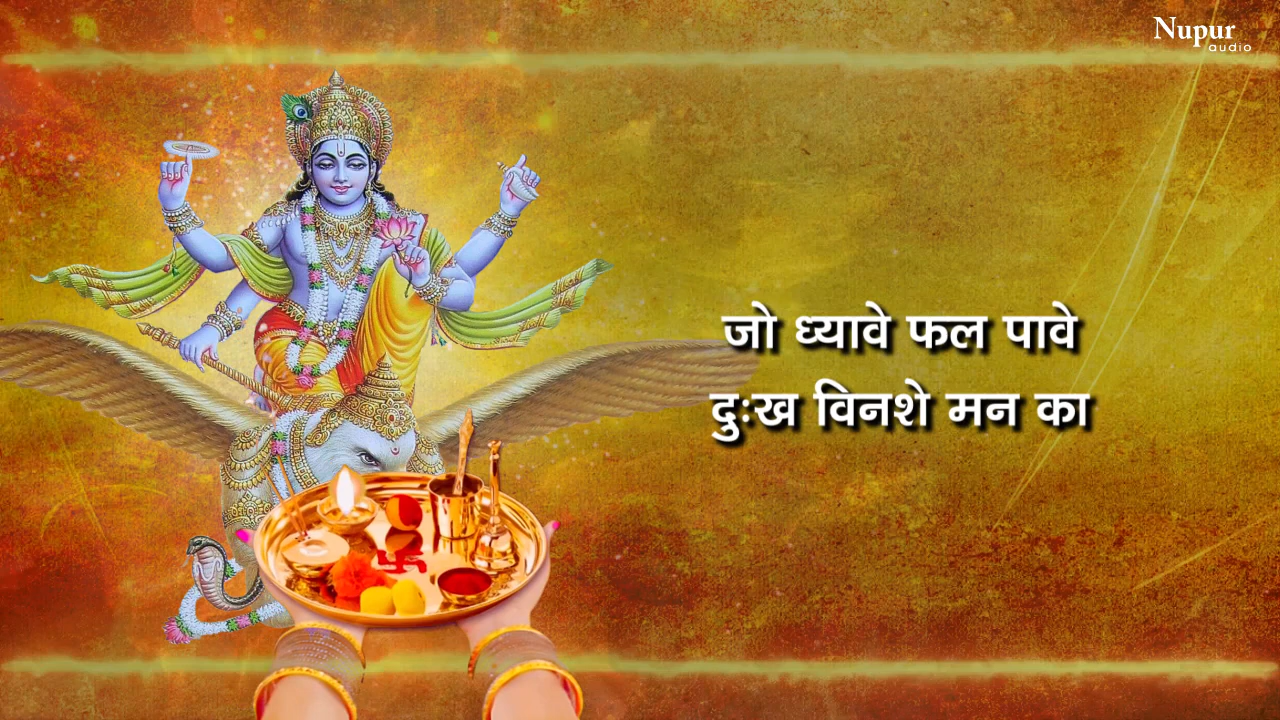 Nupur
audio
जो ध्यावे फल पावे
दुःख विनशे मन का